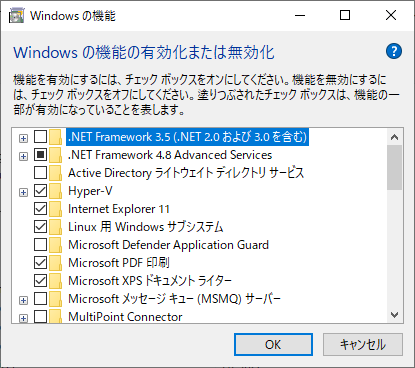 Windows の機能
Windows の機能の有効化または無効化
機能を有効にするには、チェック ボックスをオンにしてください。機能を無効にするに
は、チェック ボックスをオフにしてください。塗りつぶされたチェック ボックスは、機能の一
部が有効になっていることを表します。
.NET Framework 3.5 (.NET 2.0 および 3.0 を含む)
.NET Framework 4.8 Advanced Services
Active Directory ライトウェイト ディレクトリ サービス
Hyper-V
Internet Explorer 11
Linux 用 Windows サブシステム
Microsoft Defender Application Guard
Microsoft PDF 印刷
Microsoft XPS ドキュメント ライター
Microsoft メッセージ キュー (MSMQ) サーバー
MultiPoint Connector
OK
キャンセル